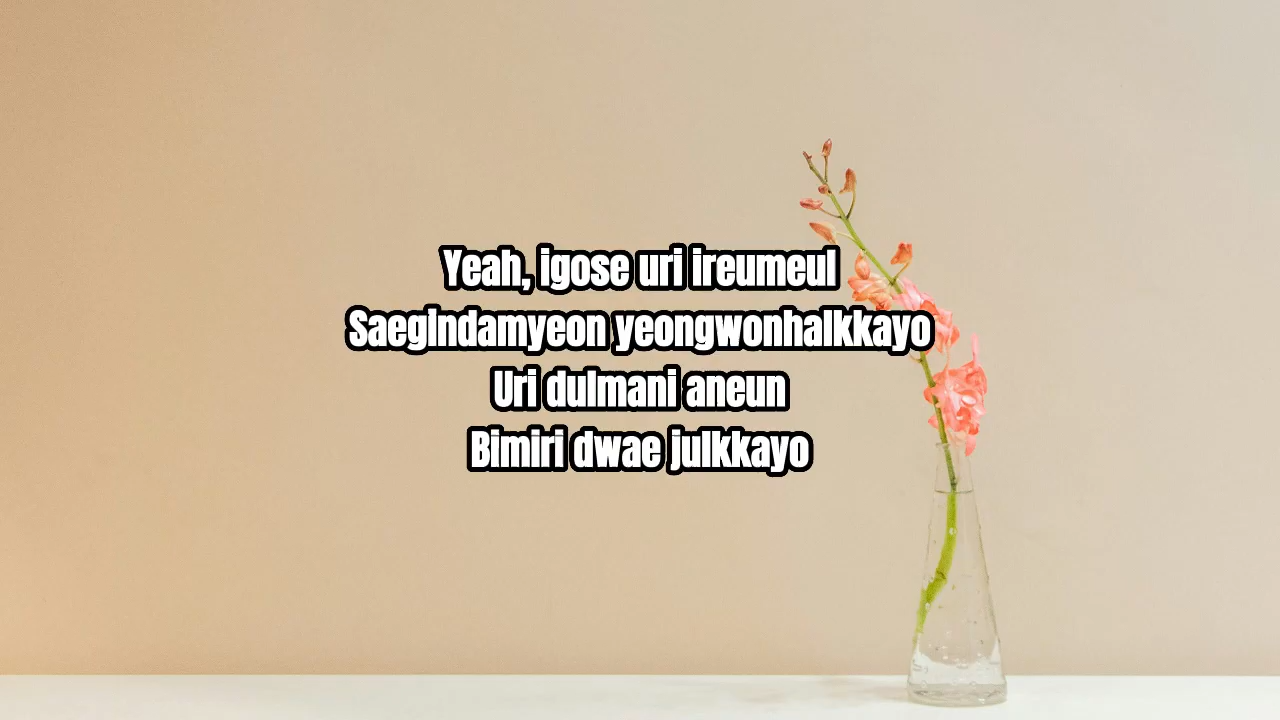 Yeah, igose uri ireumeul
Saegindamyeon yeongwonhalkkayo
Uri dulmani aneun
Bimiri dwae julkkayo